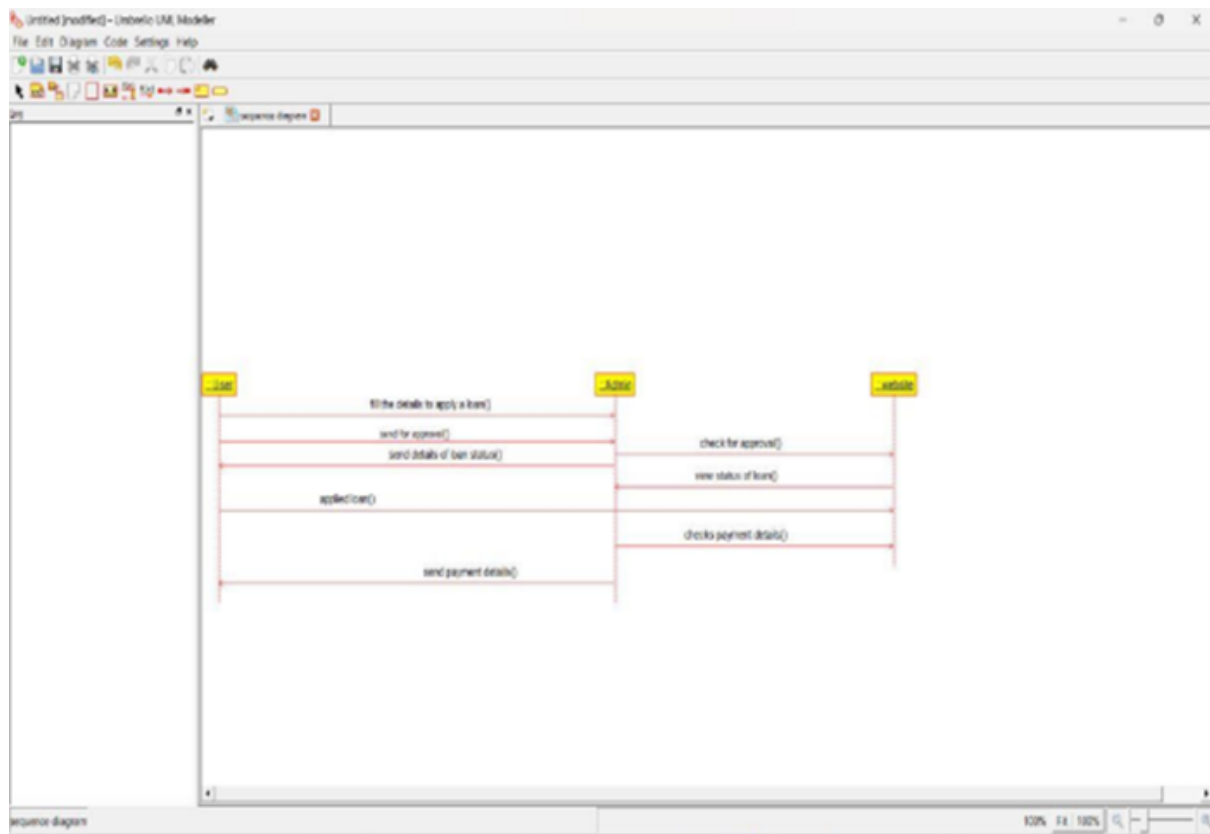 Untitled [modified] - Umbrello UML Modeller
File Edit Diagram Code Settings Help
sequence diagram
: User
: Admin
: website
fill the details to apply a loan()
send for approval()
check for approval()
send details of loan status()
view status of loan()
applied loan()
checks payment details()
send payment details()
sequence diagram
100% Fit 100%